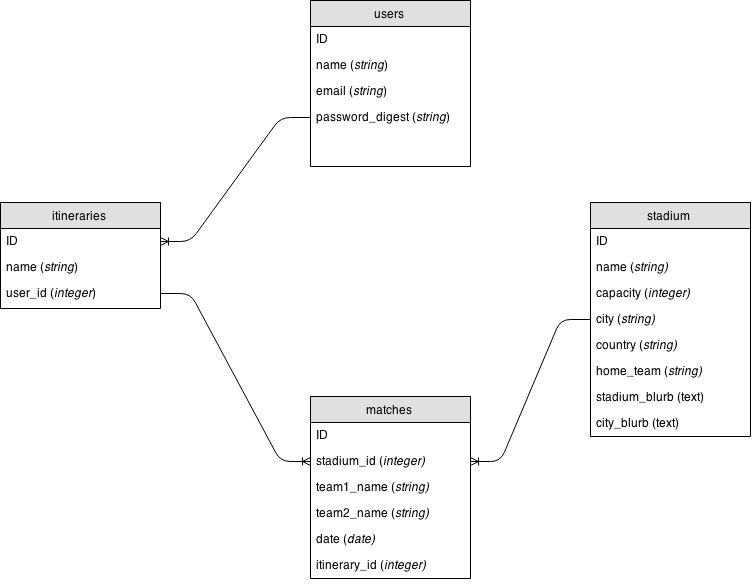 users
ID
name (string)
email (string)
password_digest (string)
itineraries
ID
name (string)
user_id (integer)
stadium
ID
name (string)
capacity (integer)
city (string)
country (string)
home_team (string)
stadium_blurb (text)
city_blurb (text)
matches
ID
stadium_id (integer)
team1_name (string)
team2_name (string)
date (date)
itinerary_id (integer)